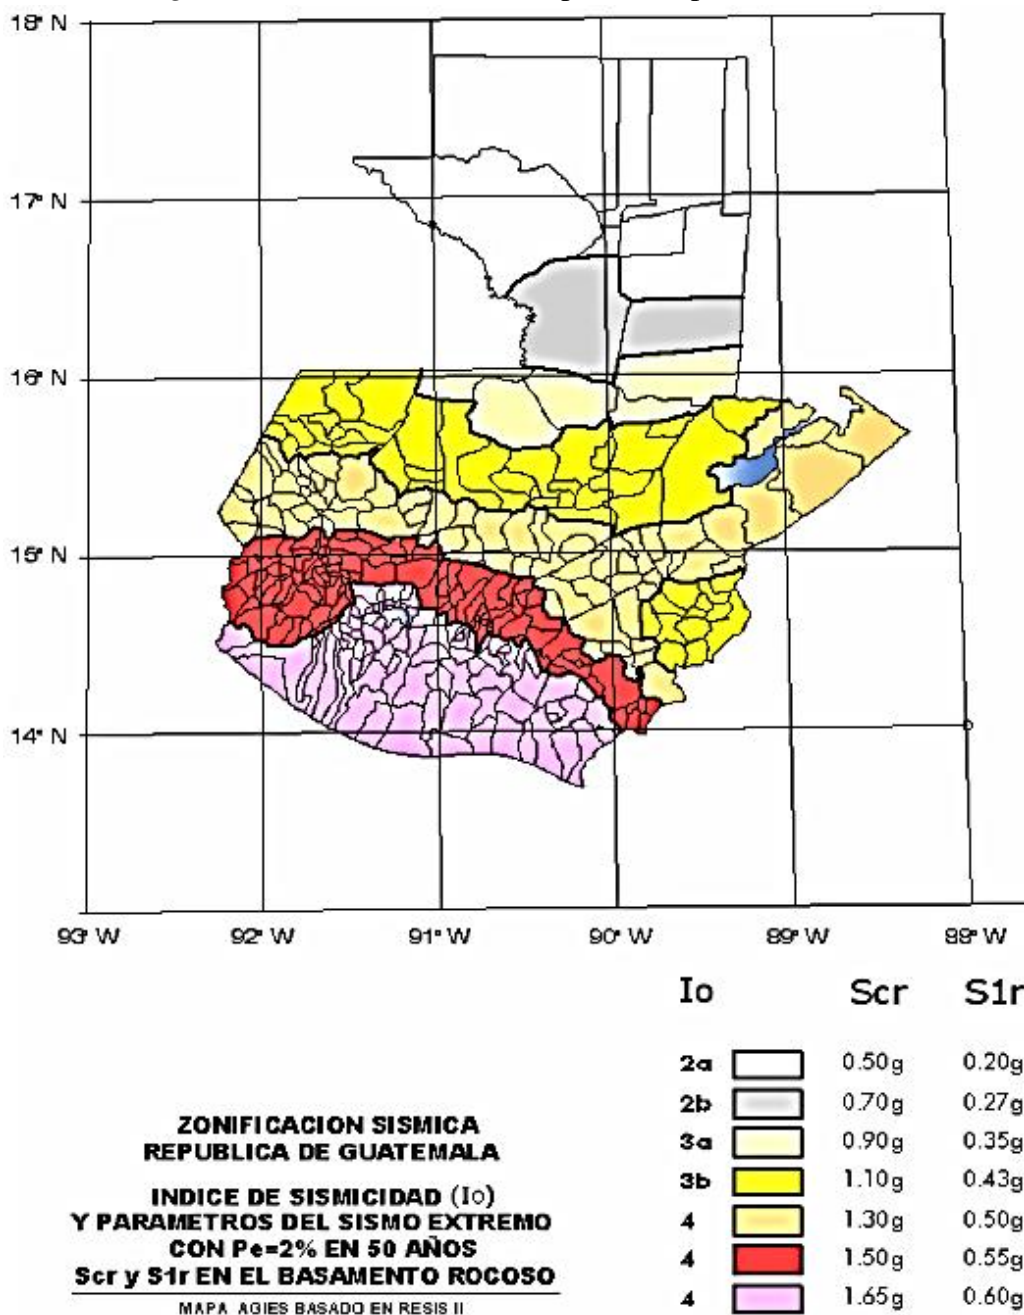 18° N
17° N
16° N
15° N
14° N
93° W 92° W 91° W 90° W 89° W 88° W
Io Scr S1r
2a 0.50g 0.20g
2b 0.70g 0.27g
3a 0.90g 0.35g
3b 1.10g 0.43g
4 1.30g 0.50g
4 1.50g 0.55g
4 1.65g 0.60g
ZONIFICACION SISMICA
REPUBLICA DE GUATEMALA
INDICE DE SISMICIDAD (Io)
Y PARAMETROS DEL SISMO EXTREMO
CON Pe=2% EN 50 AÑOS
Scr y S1r EN EL BASAMENTO ROCOSO
MAPA AGIES BASADO EN RESIS II